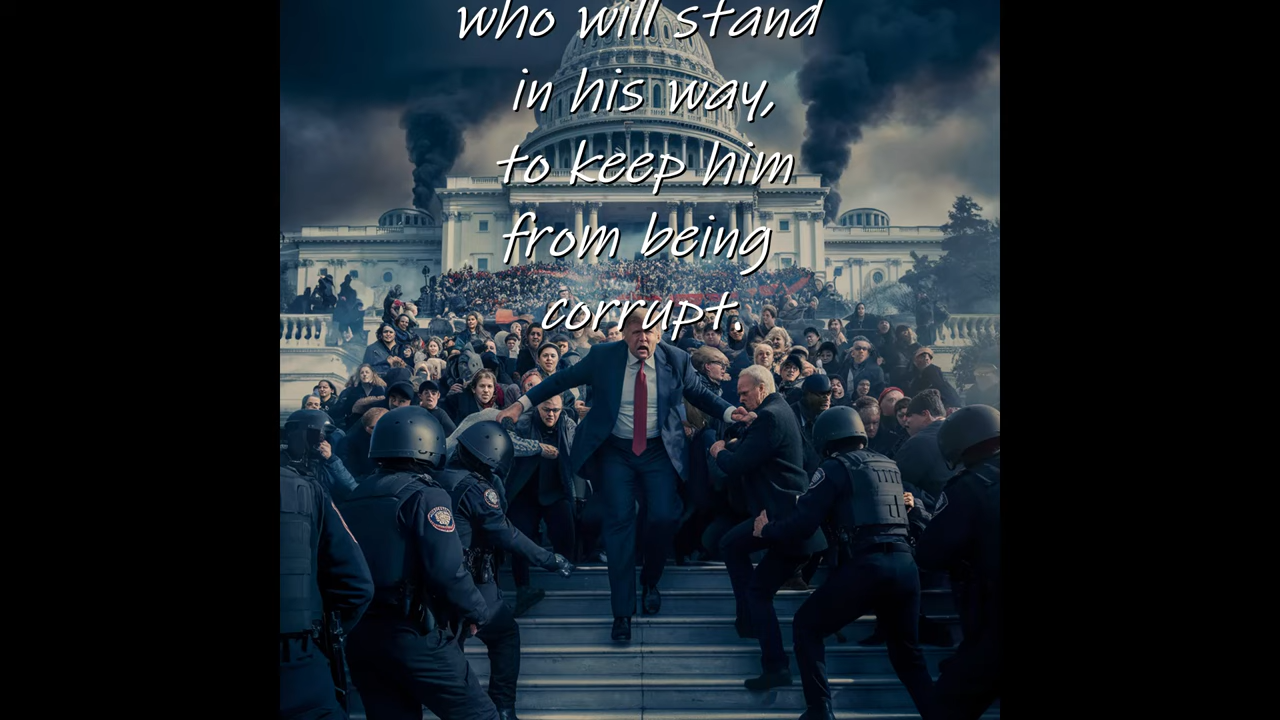 who will stand
in his way,
to keep him
from being
corrupt.